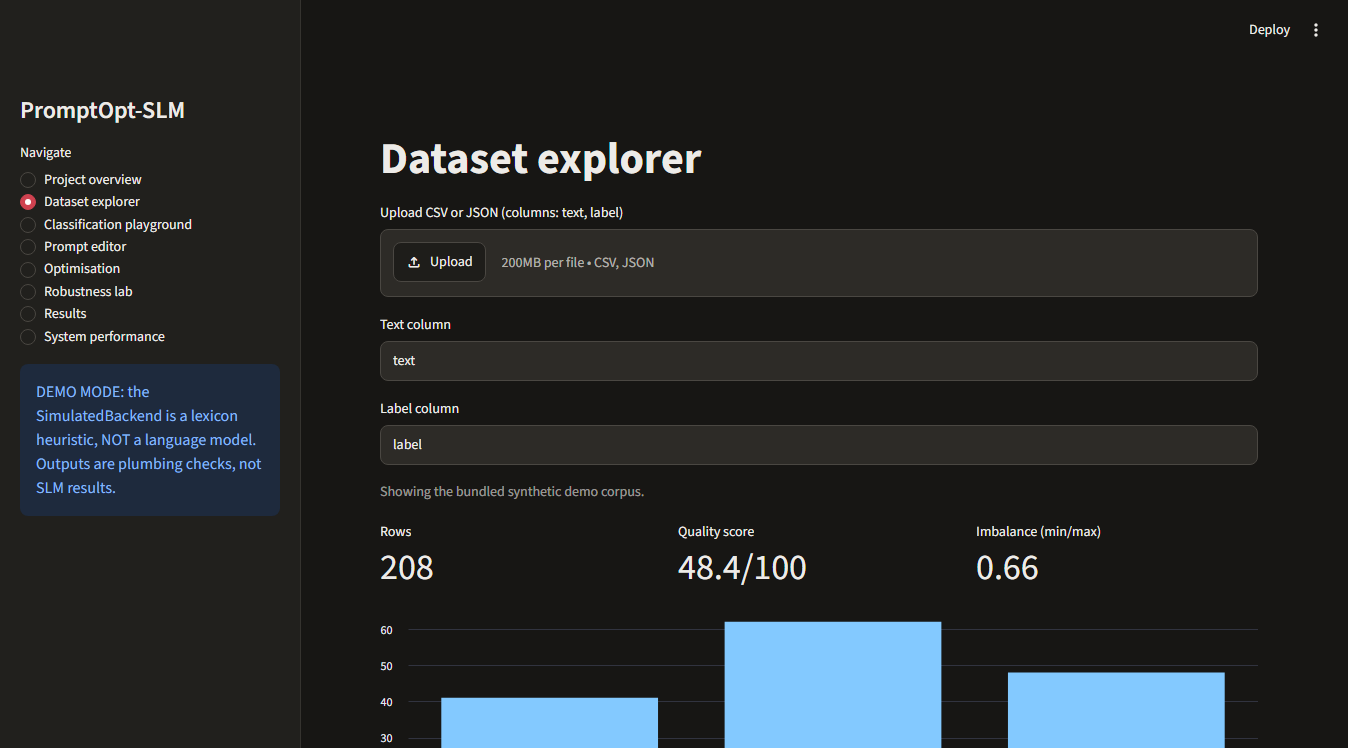 Deploy
PromptOpt-SLM
Navigate
Project overview
Dataset explorer
Classification playground
Prompt editor
Optimisation
Robustness lab
Results
System performance
DEMO MODE: the
SimulatedBackend is a lexicon
heuristic, NOT a language model.
Outputs are plumbing checks, not
SLM results.
Dataset explorer
Upload CSV or JSON (columns: text, label)
Upload
200MB per file • CSV, JSON
Text column
text
Label column
label
Showing the bundled synthetic demo corpus.
Rows
208
Quality score
48.4/100
Imbalance (min/max)
0.66
60
50
40
30